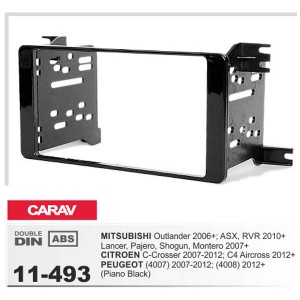 CARAV
DOUBLE
DIN ABS
11-493
MITSUBISHI Outlander 2006+; ASX, RVR 2010+
Lancer, Pajero, Shogun, Montero 2007+
CITROEN C-Crosser 2007-2012; C4 Aircross 2012+
PEUGEOT (4007) 2007-2012; (4008) 2012+
(Piano Black)